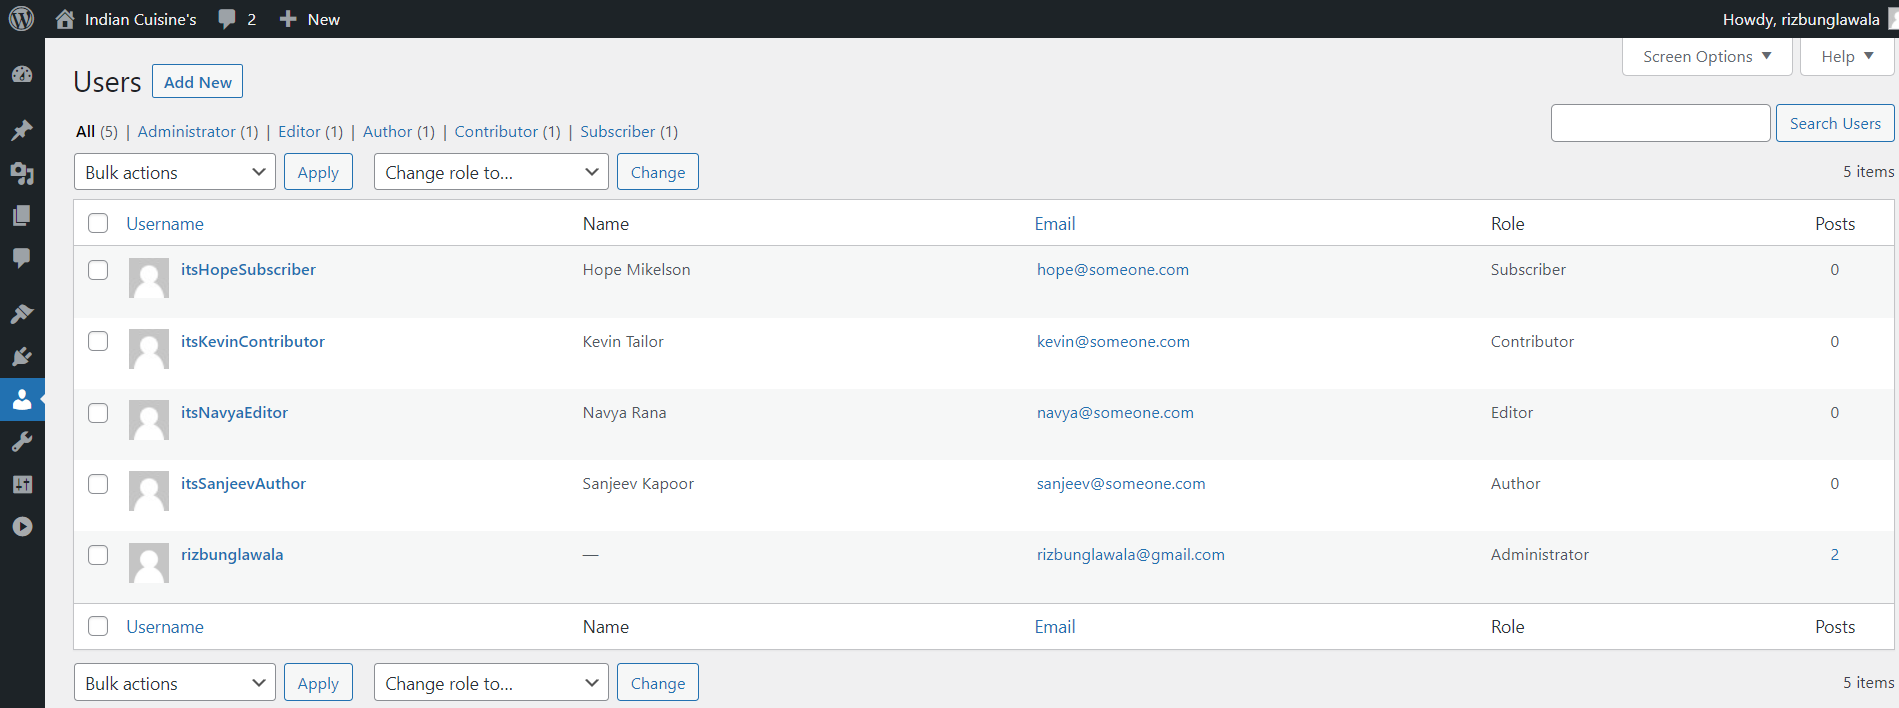 Indian Cuisine's 2 New Howdy, rizbunglawala
Screen Options Help
Users Add New
All (5) | Administrator (1) | Editor (1) | Author (1) | Contributor (1) | Subscriber (1)
Search Users
Bulk actions Apply Change role to... Change 5 items
Username Name Email Role Posts
itsHopeSubscriber Hope Mikelson hope@someone.com Subscriber 0
itsKevinContributor Kevin Tailor kevin@someone.com Contributor 0
itsNavyaEditor Navya Rana navya@someone.com Editor 0
itsSanjeevAuthor Sanjeev Kapoor sanjeev@someone.com Author 0
rizbunglawala — rizbunglawala@gmail.com Administrator 2
Username Name Email Role Posts
Bulk actions Apply Change role to... Change 5 items